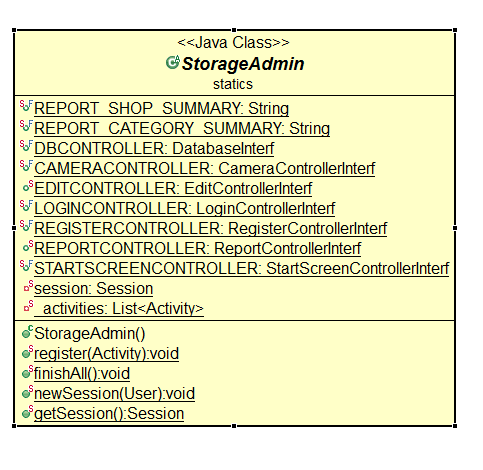 <<Java Class>>
StorageAdmin
statics
REPORT_SHOP_SUMMARY: String
REPORT_CATEGORY_SUMMARY: String
DBCONTROLLER: DatabaseInterf
CAMERACONTROLLER: CameraControllerInterf
EDITCONTROLLER: EditControllerInterf
LOGINCONTROLLER: LoginControllerInterf
REGISTERCONTROLLER: RegisterControllerInterf
REPORTCONTROLLER: ReportControllerInterf
STARTSCREENCONTROLLER: StartScreenControllerInterf
session: Session
_activities: List<Activity>
StorageAdmin()
register(Activity):void
finishAll():void
newSession(User):void
getSession():Session